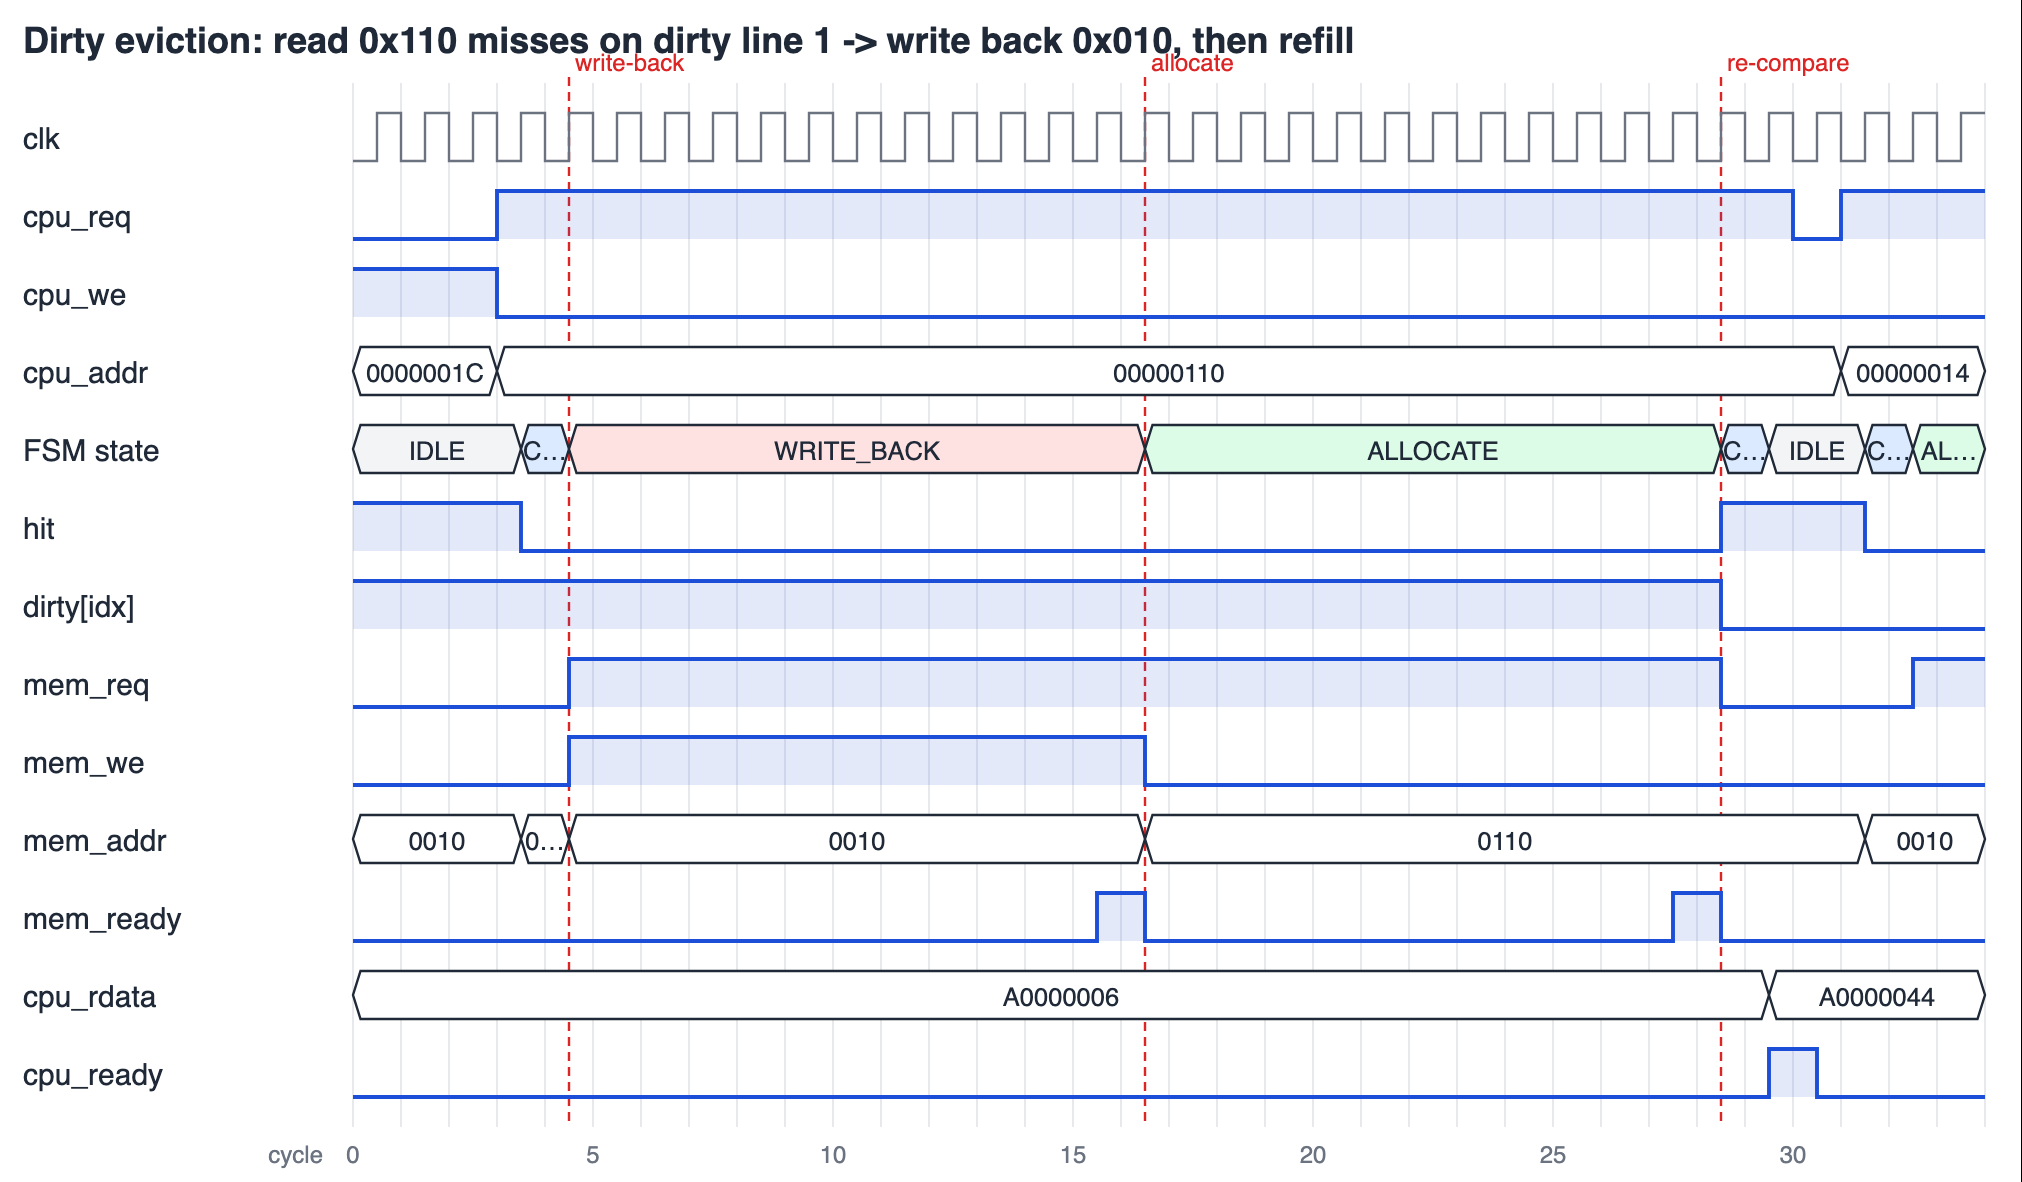 Dirty eviction: read 0x110 misses on dirty line 1 -> write back 0x010, then refill
write-back allocate re-compare
clk
cpu_req
cpu_we
cpu_addr 0000001C 00000110 00000014
FSM state IDLE C… WRITE_BACK ALLOCATE C… IDLE C… AL…
hit
dirty[idx]
mem_req
mem_we
mem_addr 0010 0… 0010 0110 0010
mem_ready
cpu_rdata A0000006 A0000044
cpu_ready
cycle 0 5 10 15 20 25 30